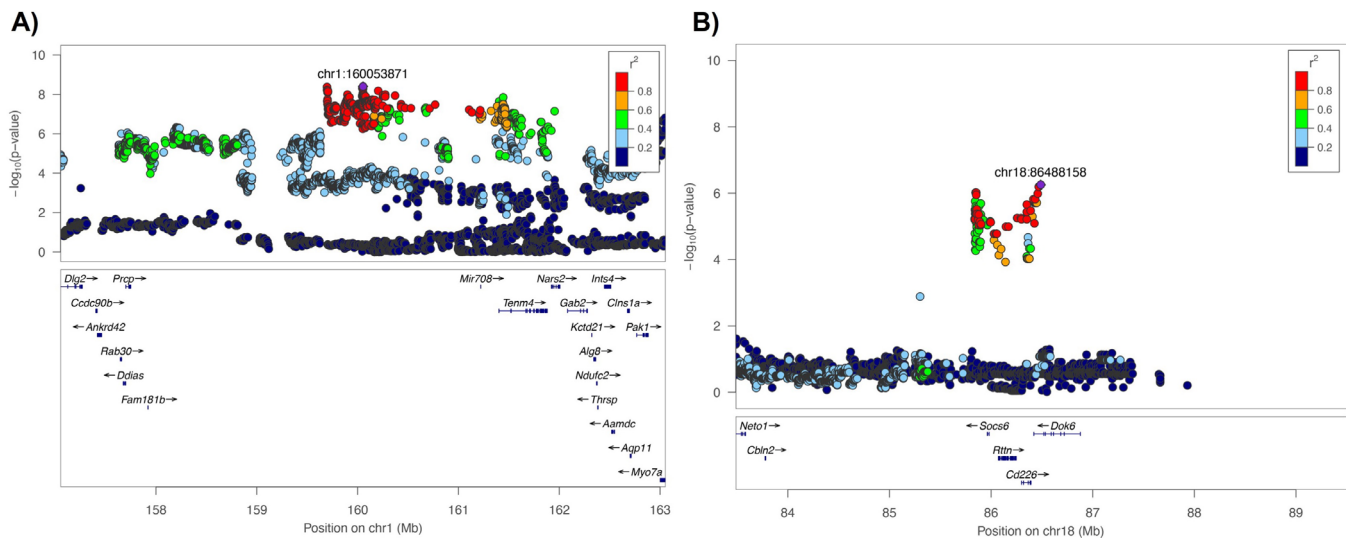 A)
10
8
6
4
2
0
−log10(p−value)
chr1:160053871
r2
0.8
0.6
0.4
0.2
Dlg2→
Prcp→
Mir708→
Nars2→
Ints4→
Ccdc90b→
Tenm4→
Gab2→
Clns1a→
←Ankrd42
Kctd21→
Pak1→
Rab30→
Alg8→
←Ddias
Ndufc2→
Fam181b→
←Thrsp
←Aamdc
←Aqp11
←Myo7a
158
159
160
161
162
163
Position on chr1 (Mb)
B)
10
8
6
4
2
0
−log10(p−value)
chr18:86488158
r2
0.8
0.6
0.4
0.2
Neto1→
←Socs6
←Dok6
Cbln2→
Rttn→
Cd226→
84
85
86
87
88
89
Position on chr18 (Mb)